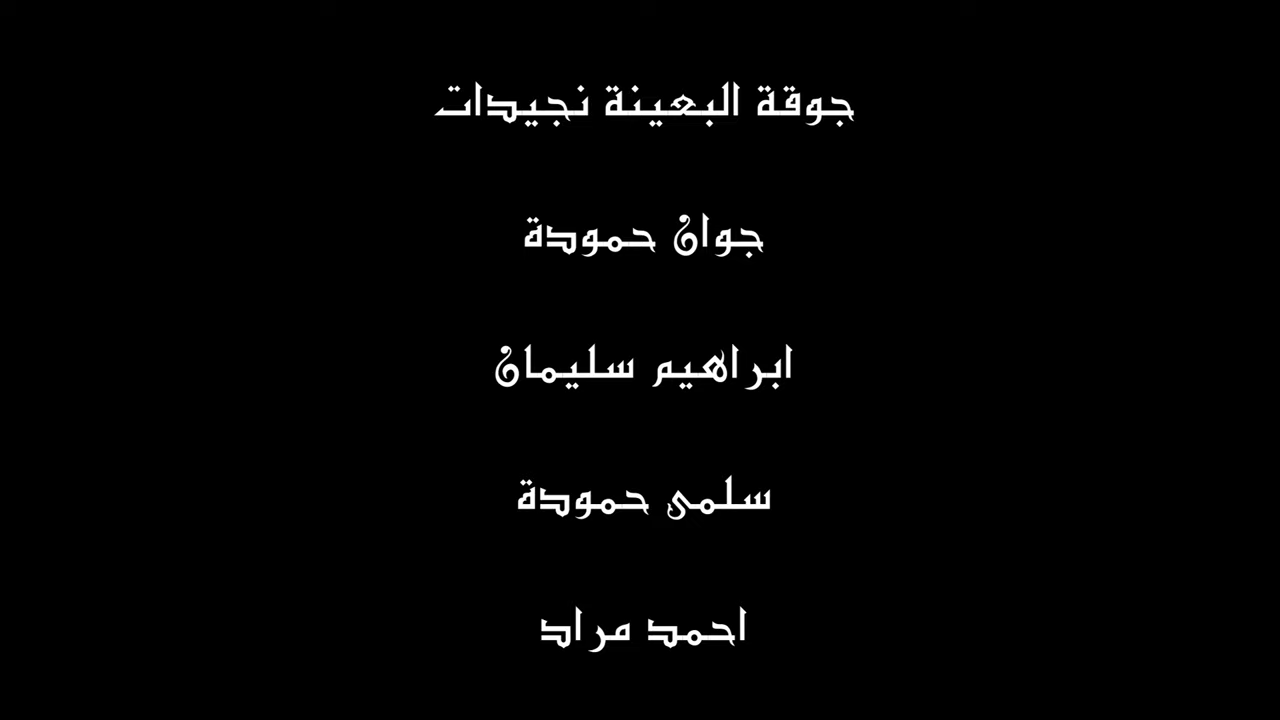 جوقة البعينة نجيدات
جوان حمودة
ابراهيم سليمان
سلمى حمودة
احمد مراد